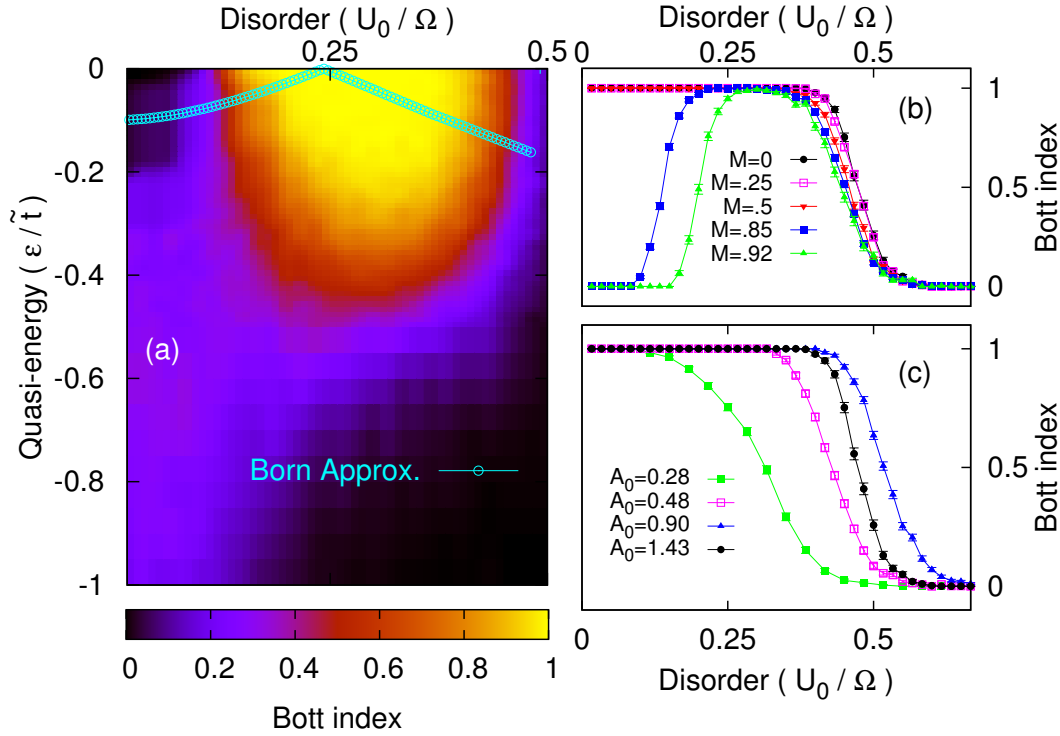 Disorder ( U0 / Ω )
0.25
0.5
Quasi-energy ( ε / t̃ )
0
-0.2
-0.4
-0.6
-0.8
-1
(a)
Born Approx.
0 0.2 0.4 0.6 0.8 1
Bott index
0 0.25 0.5
(b)
M=0
M=.25
M=.5
M=.85
M=.92
1
0.5
0
Bott index
(c)
A0=0.28
A0=0.48
A0=0.90
A0=1.43
1
0.5
0
Bott index
0 0.25 0.5
Disorder ( U0 / Ω )